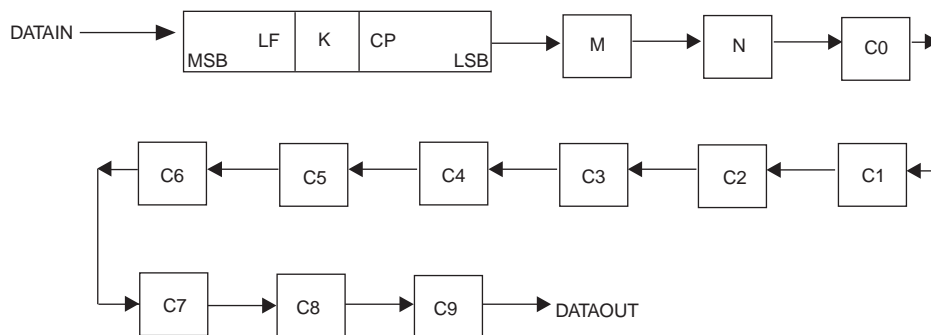 DATAIN LF K CP M N C0
MSB LSB
C6 C5 C4 C3 C2 C1
C7 C8 C9 DATAOUT